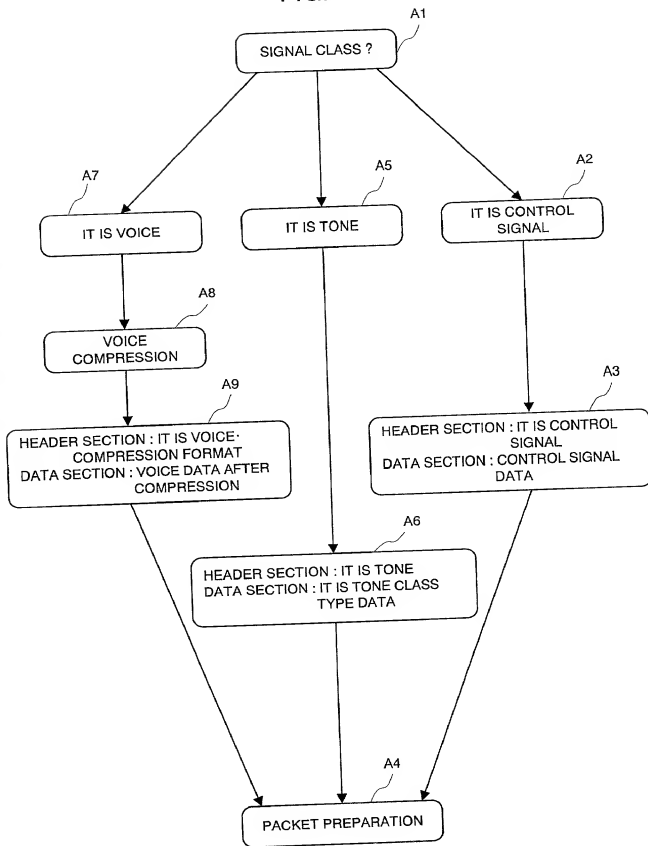 A1
SIGNAL CLASS ?
A7
A5
A2
IT IS VOICE
IT IS TONE
IT IS CONTROL
SIGNAL
A8
VOICE
COMPRESSION
A9
HEADER SECTION : IT IS VOICE·
COMPRESSION FORMAT
DATA SECTION : VOICE DATA AFTER
COMPRESSION
A3
HEADER SECTION : IT IS CONTROL
SIGNAL
DATA SECTION : CONTROL SIGNAL
DATA
A6
HEADER SECTION : IT IS TONE
DATA SECTION : IT IS TONE CLASS
TYPE DATA
A4
PACKET PREPARATION